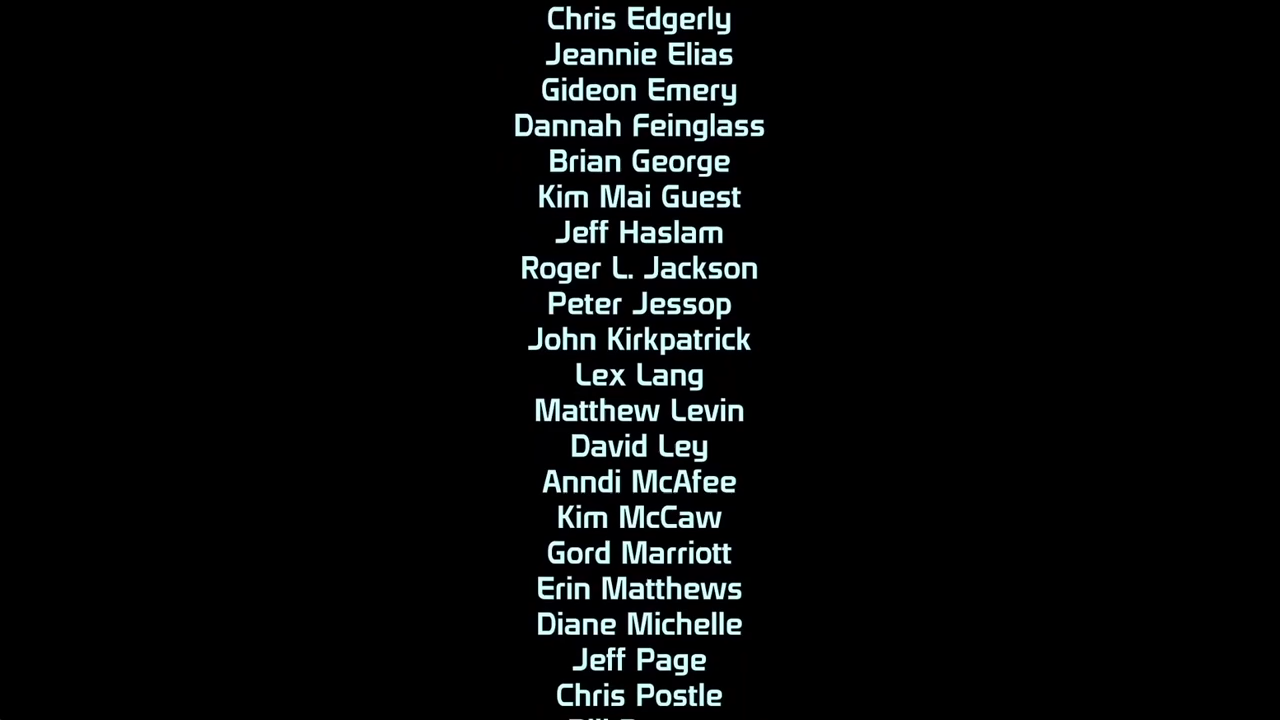 Chris Edgerly
Jeannie Elias
Gideon Emery
Dannah Feinglass
Brian George
Kim Mai Guest
Jeff Haslam
Roger L. Jackson
Peter Jessop
John Kirkpatrick
Lex Lang
Matthew Levin
David Ley
Anndi McAfee
Kim McCaw
Gord Marriott
Erin Matthews
Diane Michelle
Jeff Page
Chris Postle